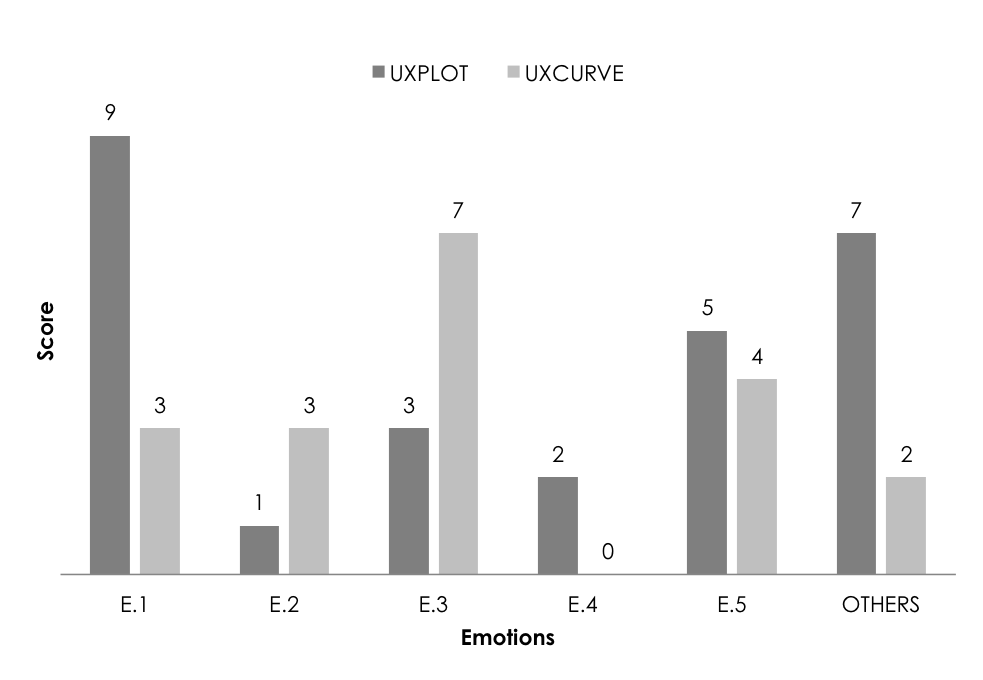 UXPLOT UXCURVE
9
7 7
5
4
3 3 3
2 2
1
0
Score
E.1 E.2 E.3 E.4 E.5 OTHERS
Emotions